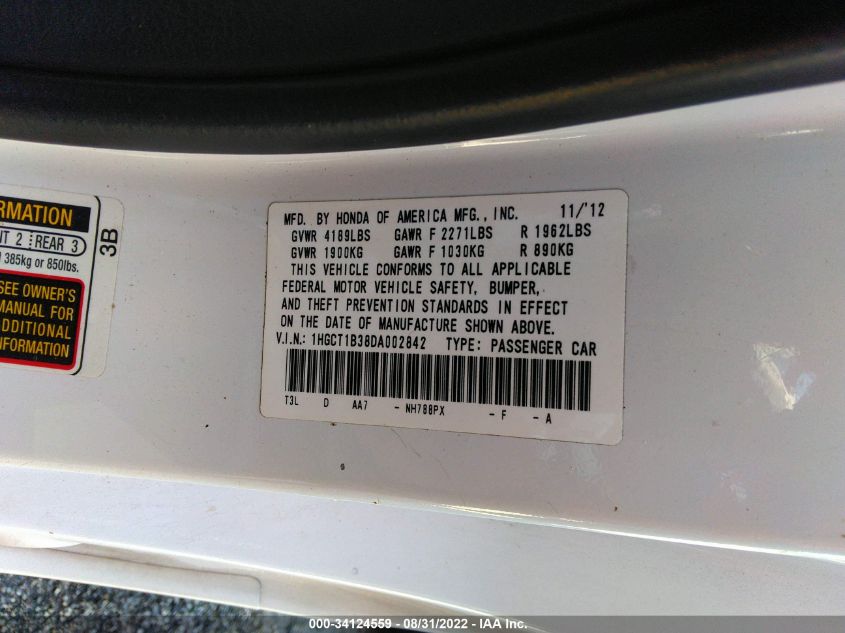 RMATION
NT 2 REAR 3
385kg or 850lbs.
SEE OWNER'S
MANUAL FOR
ADDITIONAL
INFORMATION
3B
MFD. BY HONDA OF AMERICA MFG., INC. 11/'12
GVWR 4189LBS GAWR F 2271LBS R 1962LBS
GVWR 1900KG GAWR F 1030KG R 890KG
THIS VEHICLE CONFORMS TO ALL APPLICABLE
FEDERAL MOTOR VEHICLE SAFETY, BUMPER,
AND THEFT PREVENTION STANDARDS IN EFFECT
ON THE DATE OF MANUFACTURE SHOWN ABOVE.
V.I.N.: 1HGCT1B38DA002842 TYPE: PASSENGER CAR
T3L D AA7 - NH788PX - F - A
000-34124559 - 08/31/2022 - IAA Inc.